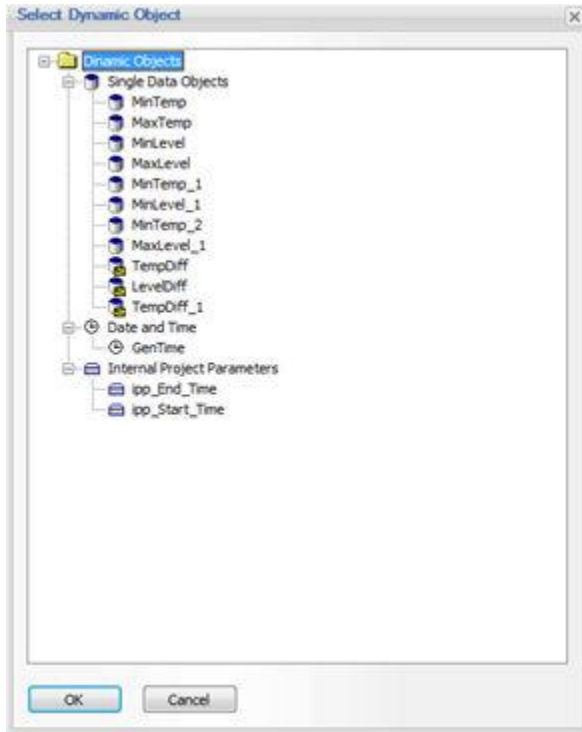 Select Dynamic Object
Dinamic Objects
Single Data Objects
MinTemp
MaxTemp
MinLevel
MaxLevel
MinTemp_1
MinLevel_1
MinTemp_2
MaxLevel_1
TempDiff
LevelDiff
TempDiff_1
Date and Time
GenTime
Internal Project Parameters
ipp_End_Time
ipp_Start_Time
OK Cancel